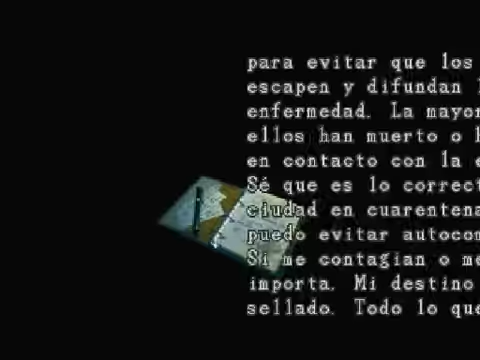 para evitar que los
escapen y difundan
enfermedad. La mayo
ellos han muerto o
en contacto con la
Sé que es lo correct
ciudad en cuarentena
puedo evitar autocom
Si me contagian o me
importa. Mi destino
sellado. Todo lo que